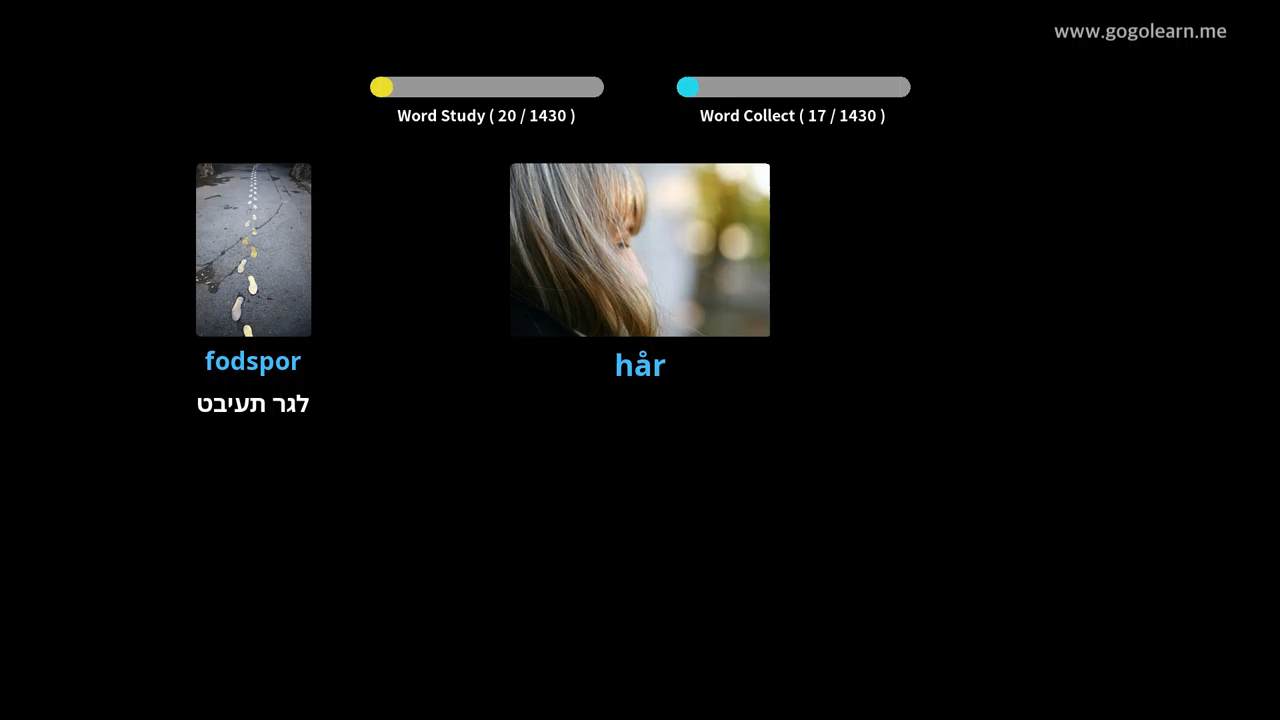 www.gogolearn.me
Word Study ( 20 / 1430 )
Word Collect ( 17 / 1430 )
fodspor
לגר תעיבט
hår